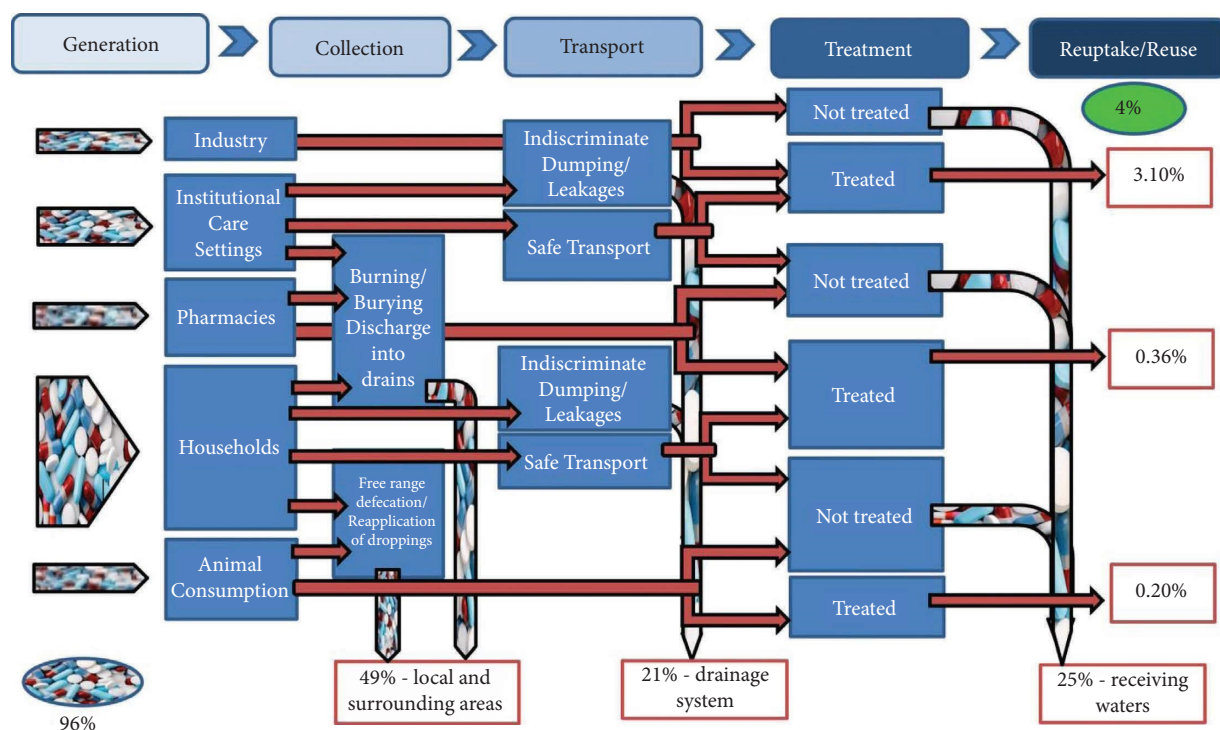 Generation
Collection
Transport
Treatment
Reuptake/Reuse
Industry
Institutional
Care
Settings
Pharmacies
Households
Animal
Consumption
96%
Burning/
Burying
Discharge
into
drains
Free range
defecation/
Reapplication
of droppings
49% - local and
surrounding areas
Indiscriminate
Dumping/
Leakages
Safe Transport
Indiscriminate
Dumping/
Leakages
Safe Transport
21% - drainage
system
Not treated
Treated
Not treated
Treated
Not treated
Treated
4%
3.10%
0.36%
0.20%
25% - receiving
waters